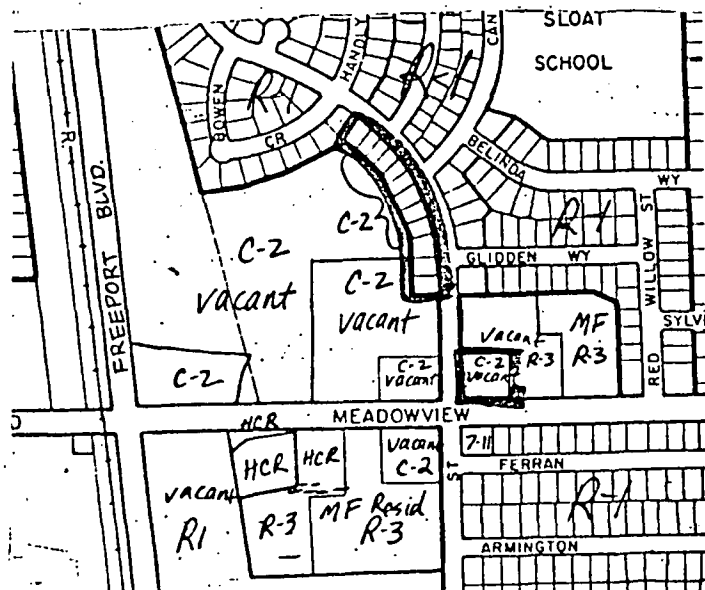 SLOAT
SCHOOL
HANDLY
CAN
BOWEN
R-1
CR
BELINDA
WY
R
FREEPORT BLVD.
C-2
R-1
ST
GLIDDEN WY
WILLOW
C-2
vacant
C-2
vacant
vacant
R-3
MF
R-3
SYLV
RED
C-2
C-2
vacant
C-2
vacant
MEADOWVIEW
HCR
HCR
HCR
vacant
C-2
7-11
ST
FERRAN
vacant
R1
R-3
MF Resid
R-3
R-1
ARMINGTON